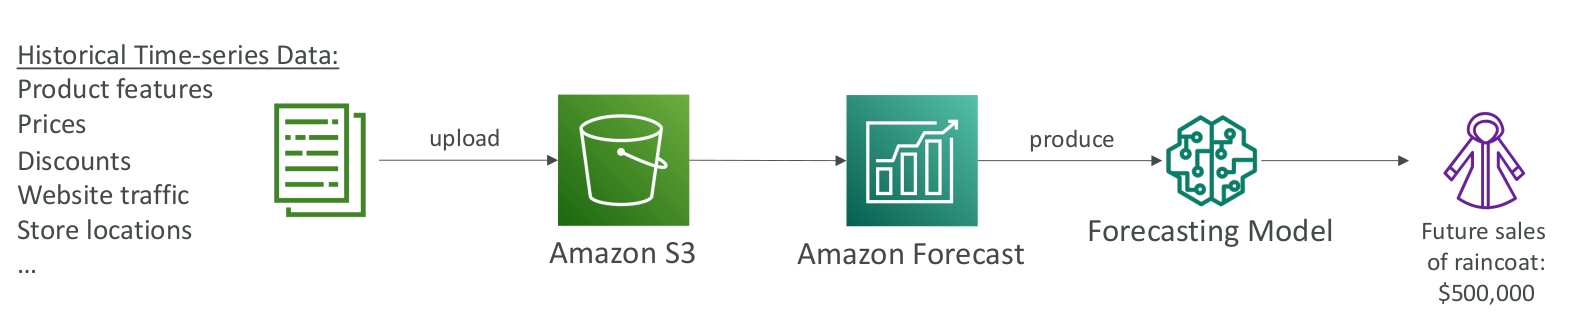 Historical Time-series Data:
Product features
Prices
Discounts
Website traffic
Store locations
...
upload
Amazon S3
Amazon Forecast
produce
Forecasting Model
Future sales
of raincoat:
$500,000